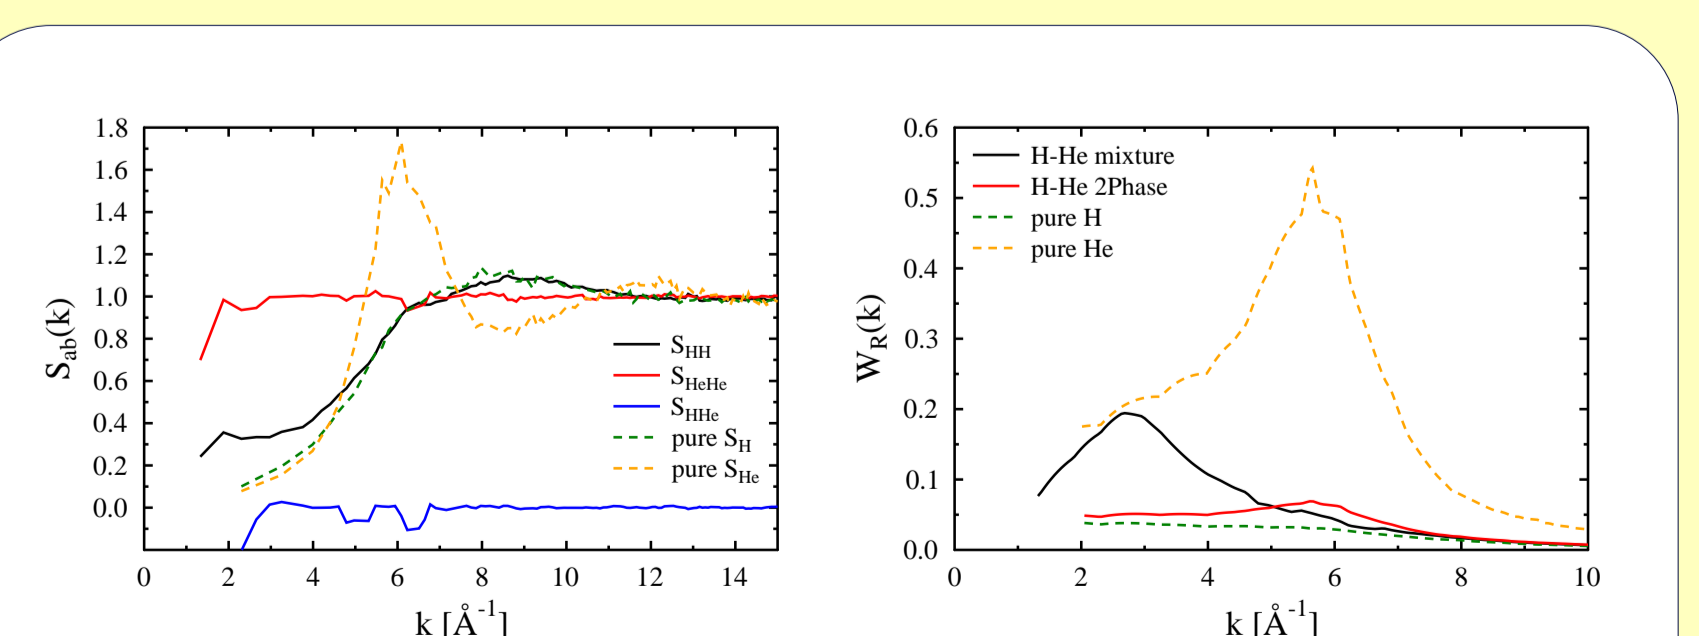 1.8
1.6
1.4
1.2
1.0
0.8
0.6
0.4
0.2
0.0
S_ab(k)
S_HH
S_HeHe
S_HHe
pure S_H
pure S_He
0 2 4 6 8 10 12 14
k [Å^-1]
0.6
0.5
0.4
0.3
0.2
0.1
0.0
W_R(k)
H-He mixture
H-He 2Phase
pure H
pure He
0 2 4 6 8 10
k [Å^-1]